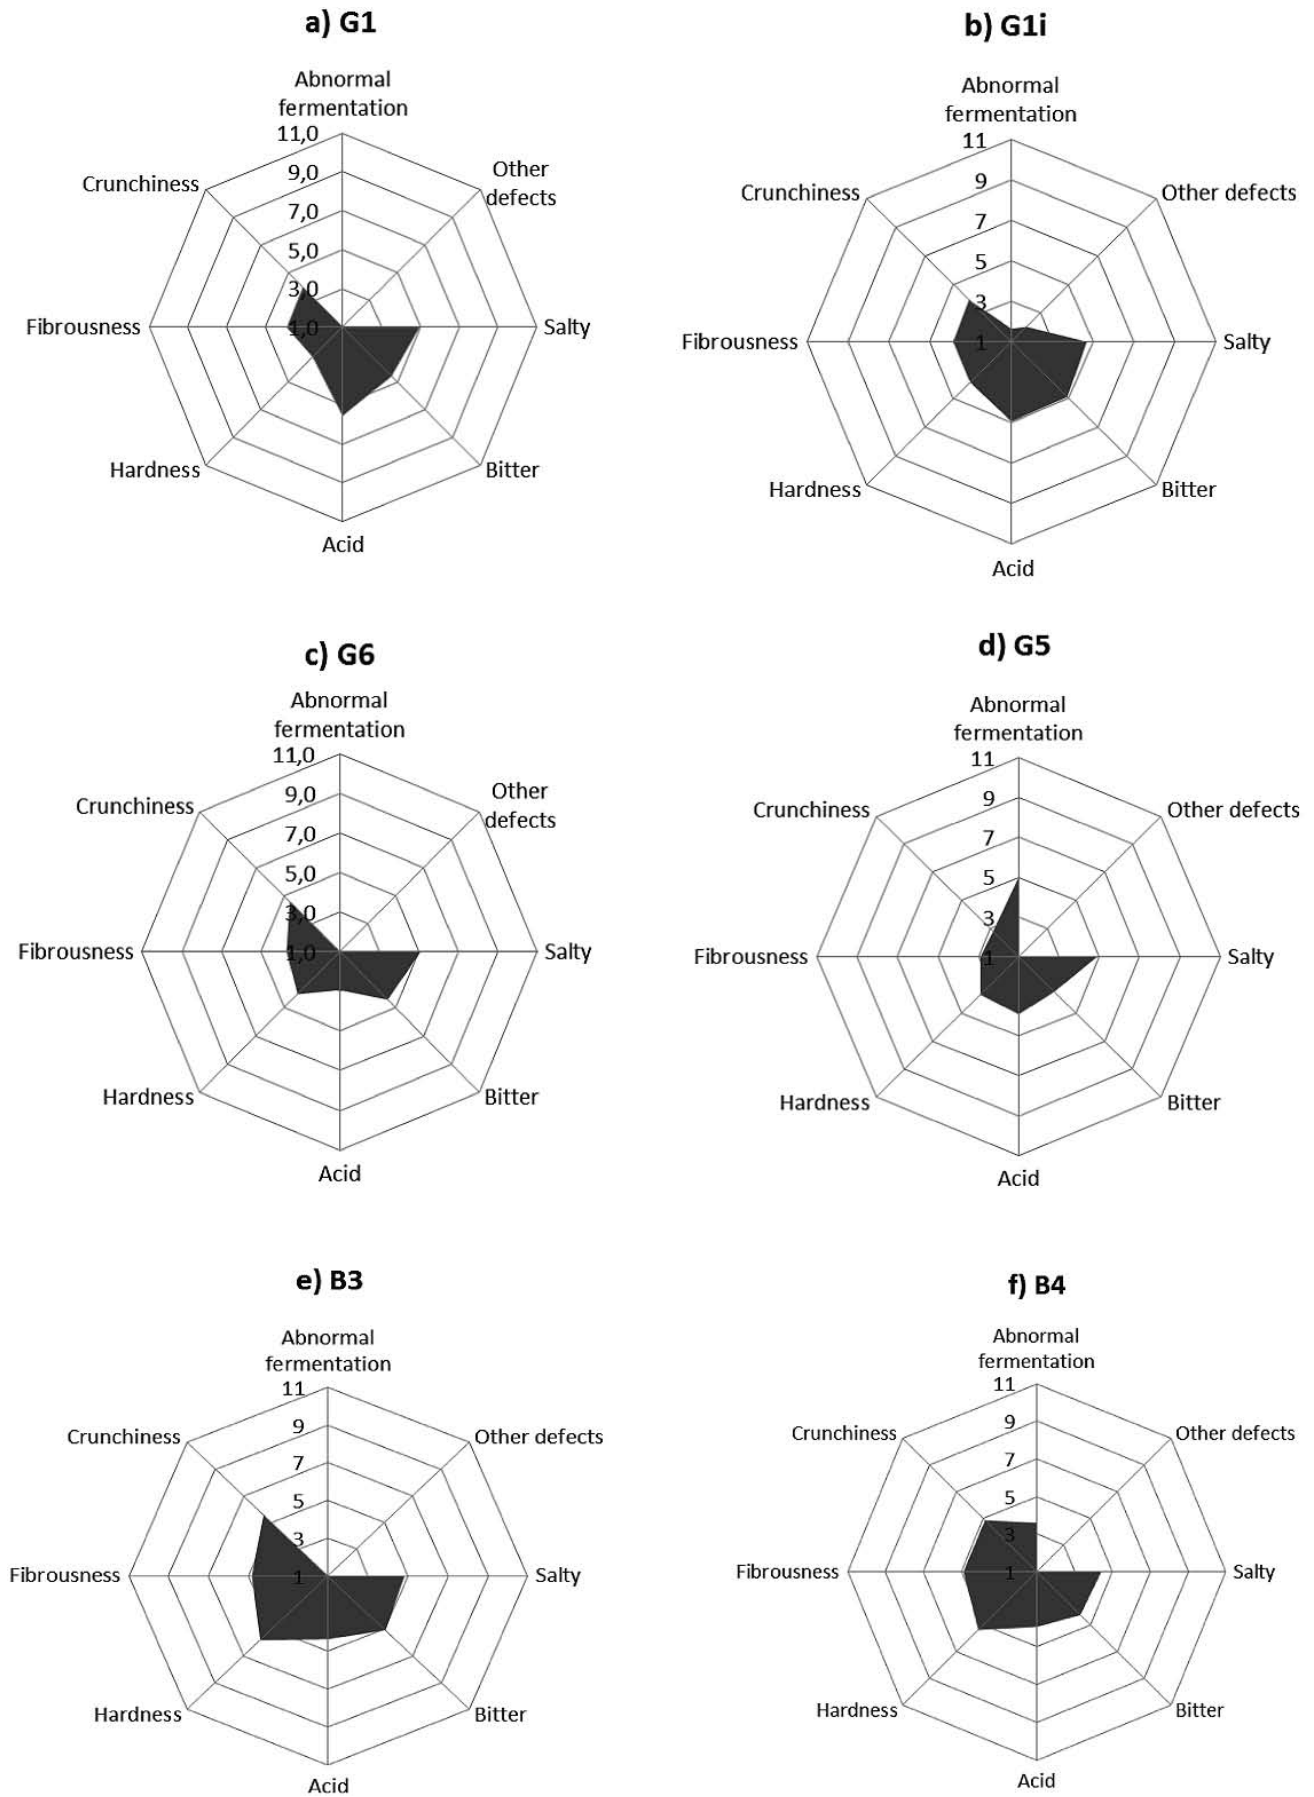 a) G1
Abnormal
fermentation
11,0
9,0
7,0
5,0
3,0
1,0
Other
defects
Salty
Bitter
Acid
Hardness
Fibrousness
Crunchiness
b) G1i
Abnormal
fermentation
11
9
7
5
3
1
Other defects
Salty
Bitter
Acid
Hardness
Fibrousness
Crunchiness
c) G6
Abnormal
fermentation
11,0
9,0
7,0
5,0
3,0
1,0
Other
defects
Salty
Bitter
Acid
Hardness
Fibrousness
Crunchiness
d) G5
Abnormal
fermentation
11
9
7
5
3
1
Other defects
Salty
Bitter
Acid
Hardness
Fibrousness
Crunchiness
e) B3
Abnormal
fermentation
11
9
7
5
3
1
Other defects
Salty
Bitter
Acid
Hardness
Fibrousness
Crunchiness
f) B4
Abnormal
fermentation
11
9
7
5
3
1
Other defects
Salty
Bitter
Acid
Hardness
Fibrousness
Crunchiness